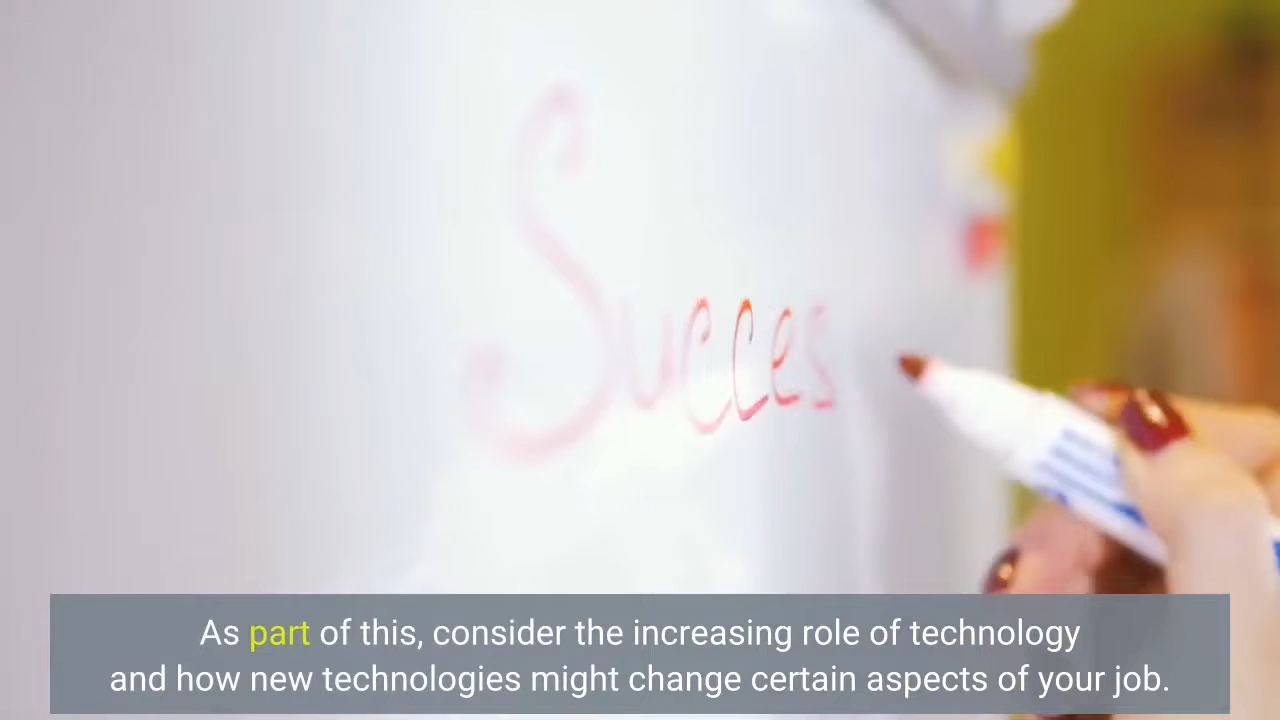 Succes
As part of this, consider the increasing role of technology
and how new technologies might change certain aspects of your job.